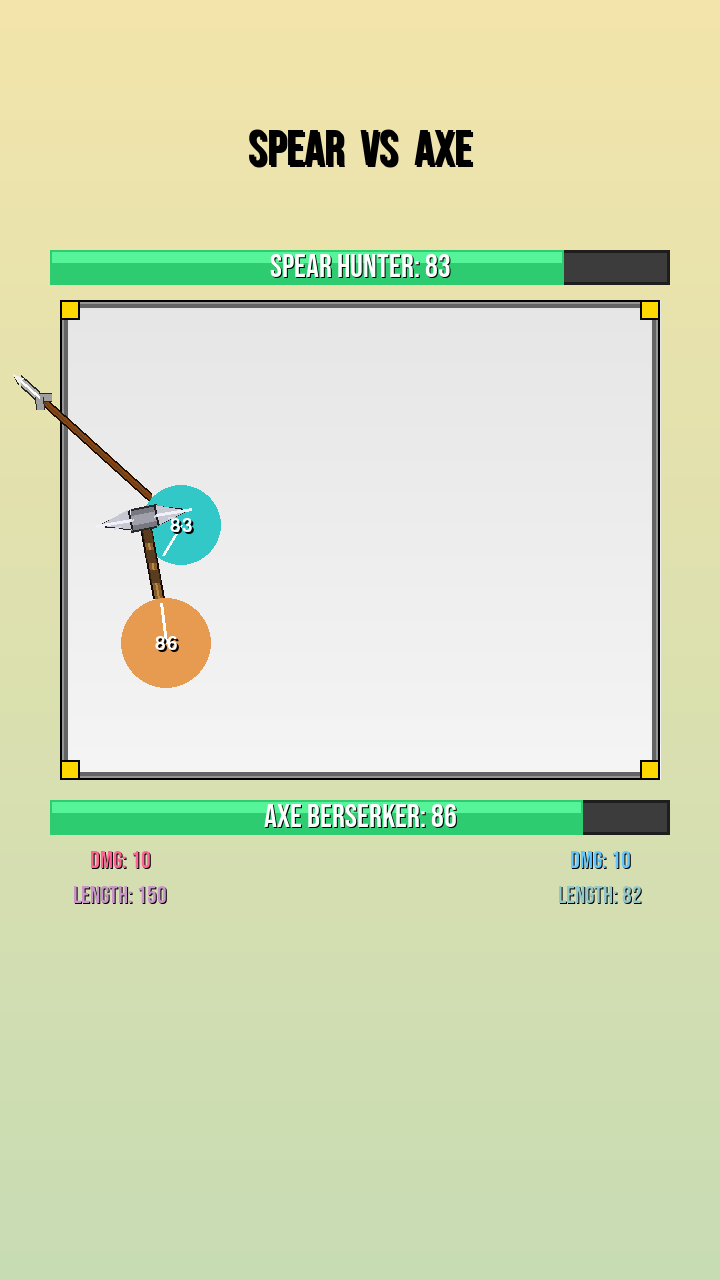 SPEAR VS AXE
SPEAR HUNTER: 83
83
86
AXE BERSERKER: 86
DMG: 10
DMG: 10
LENGTH: 150
LENGTH: 82